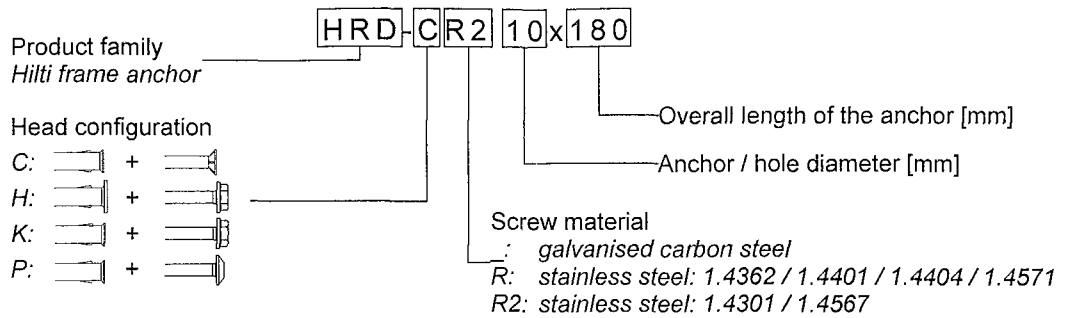 HRD-CR2 10x180
Product family
Hilti frame anchor
Overall length of the anchor [mm]
Head configuration
Anchor / hole diameter [mm]
C: +
H: +
K: +
P: +
Screw material
_: galvanised carbon steel
R: stainless steel: 1.4362 / 1.4401 / 1.4404 / 1.4571
R2: stainless steel: 1.4301 / 1.4567